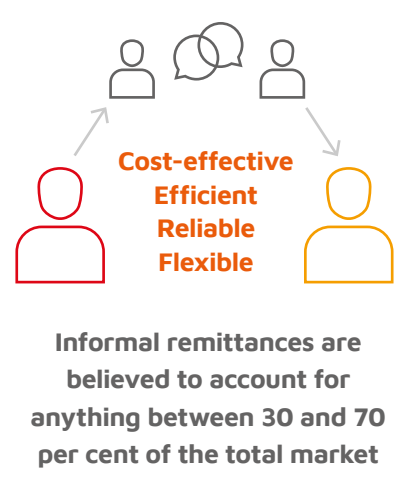 Cost-effective
Efficient
Reliable
Flexible
Informal remittances are
believed to account for
anything between 30 and 70
per cent of the total market